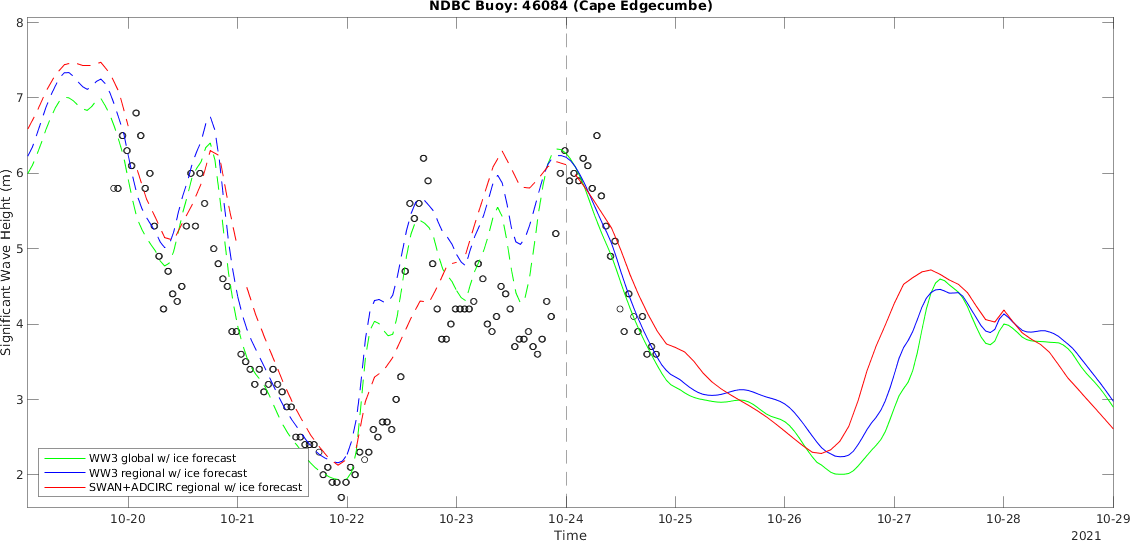 NDBC Buoy: 46084 (Cape Edgecumbe)
8
7
6
5
4
3
2
Significant Wave Height (m)
WW3 global w/ ice forecast
WW3 regional w/ ice forecast
SWAN+ADCIRC regional w/ ice forecast
10-20 10-21 10-22 10-23 10-24 10-25 10-26 10-27 10-28 10-29
Time
2021